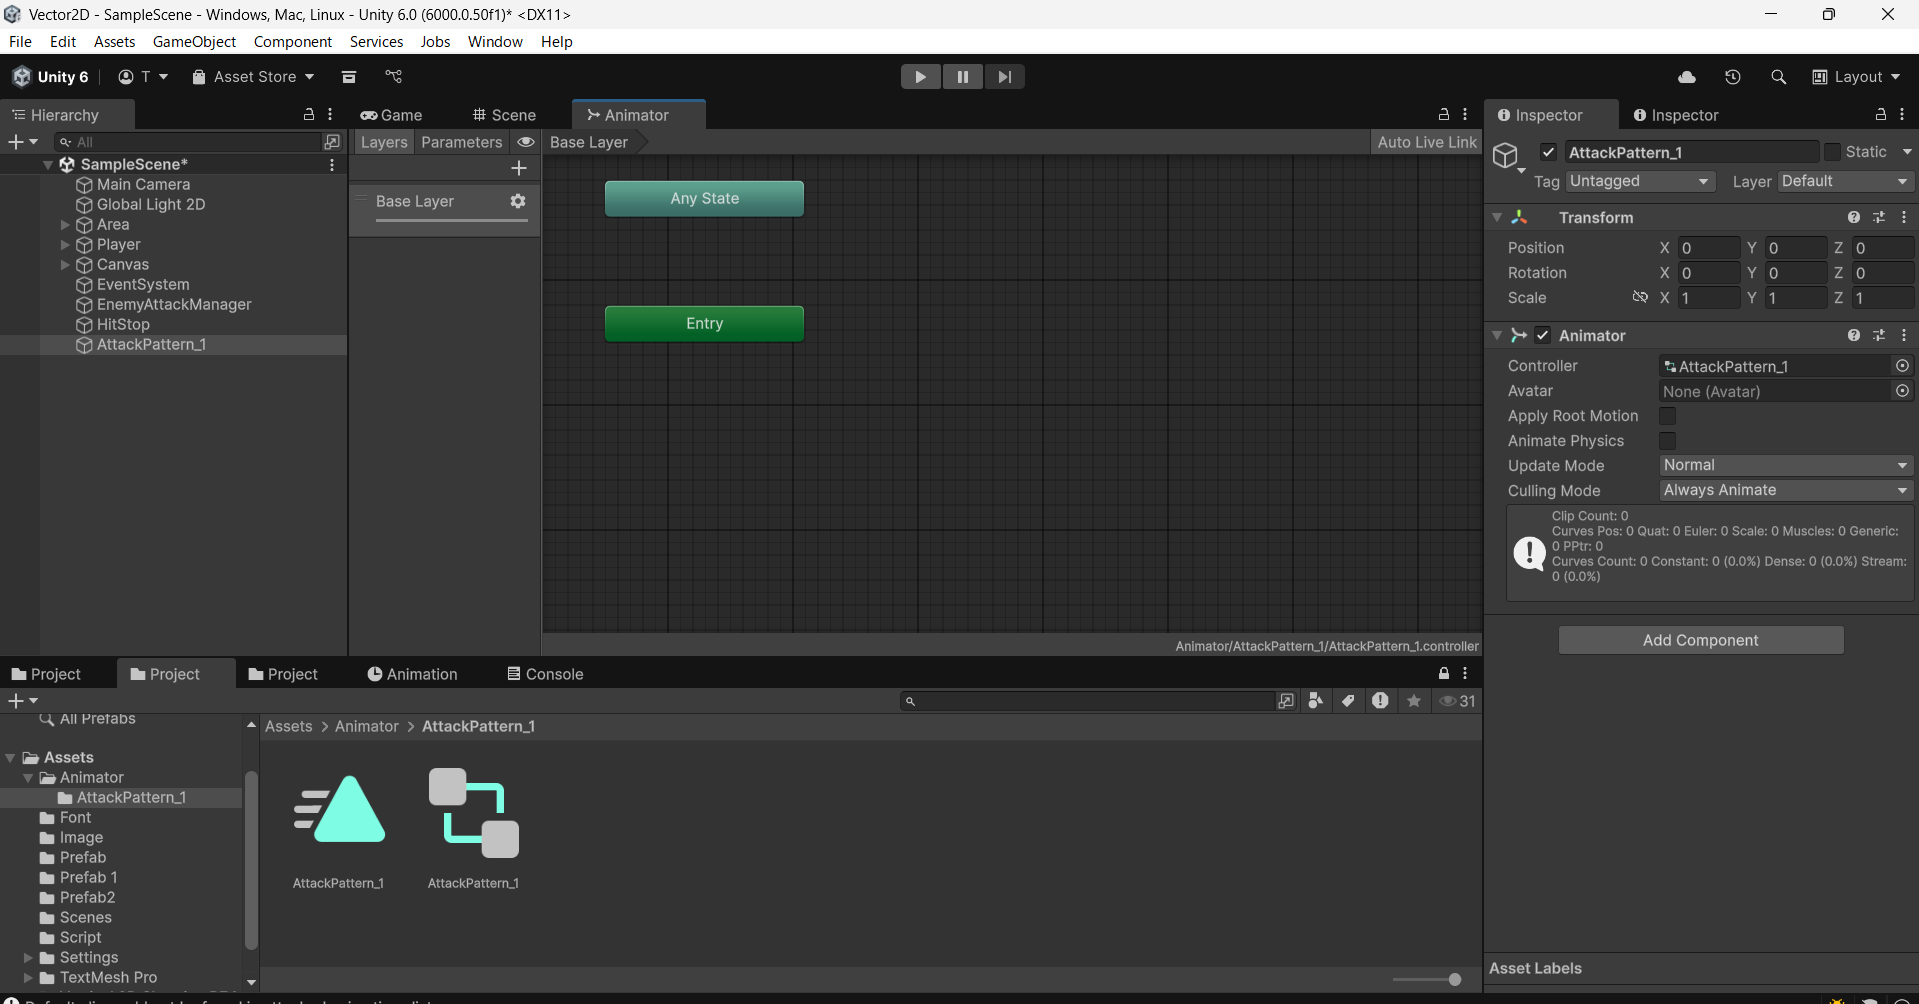 Vector2D - SampleScene - Windows, Mac, Linux - Unity 6.0 (6000.0.50f1)* <DX11>
File Edit Assets GameObject Component Services Jobs Window Help
Unity 6 T Asset Store Layout
Hierarchy Game Scene Animator Inspector Inspector
All Layers Parameters Base Layer Auto Live Link
SampleScene*
Main Camera
Global Light 2D
Area
Player
Canvas
EventSystem
EnemyAttackManager
HitStop
AttackPattern_1
Base Layer
Any State
Entry
Animator/AttackPattern_1/AttackPattern_1.controller
AttackPattern_1 Static
Tag Untagged Layer Default
Transform
Position X 0 Y 0 Z 0
Rotation X 0 Y 0 Z 0
Scale X 1 Y 1 Z 1
Animator
Controller AttackPattern_1
Avatar None (Avatar)
Apply Root Motion
Animate Physics
Update Mode Normal
Culling Mode Always Animate
Clip Count: 0
Curves Pos: 0 Quat: 0 Euler: 0 Scale: 0 Muscles: 0 Generic:
0 PPtr: 0
Curves Count: 0 Constant: 0 (0.0%) Dense: 0 (0.0%) Stream:
0 (0.0%)
Add Component
Project Project Project Animation Console
31
All Prefabs
Assets
Animator
AttackPattern_1
Font
Image
Prefab
Prefab 1
Prefab2
Scenes
Script
Settings
TextMesh Pro
Assets > Animator > AttackPattern_1
AttackPattern_1 AttackPattern_1
Asset Labels